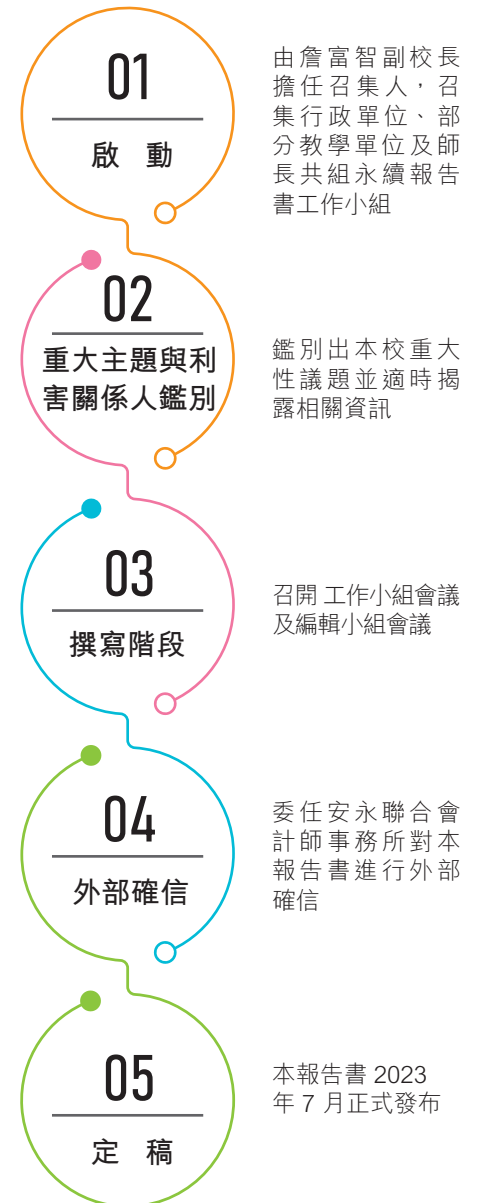 01
啟 動
由詹富智副校長
擔任召集人，召
集行政單位、部
分教學單位及師
長共組永續報告
書工作小組
02
重大主題與利
害關係人鑑別
鑑別出本校重大
性議題並適時揭
露相關資訊
03
撰寫階段
召開 工作小組會議
及編輯小組會議
04
外部確信
委任安永聯合會
計師事務所對本
報告書進行外部
確信
05
定 稿
本報告書 2023
年 7 月正式發布